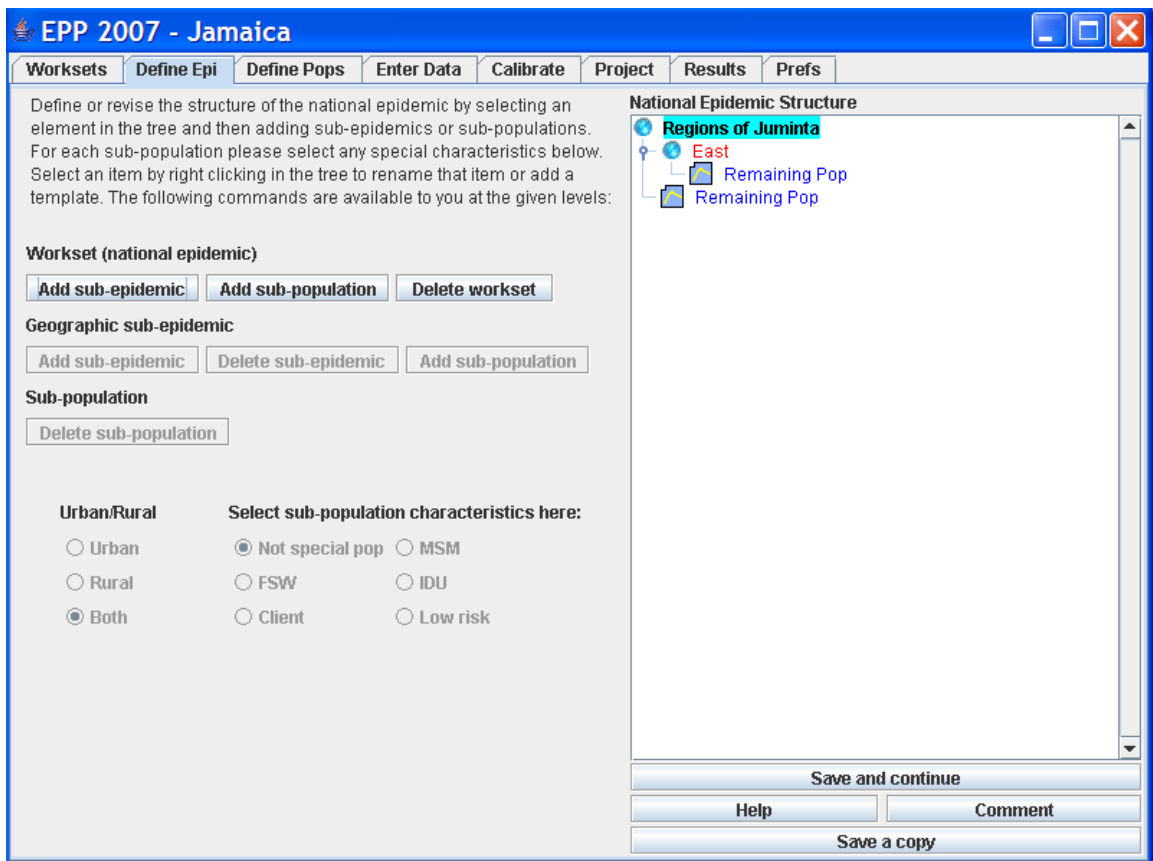 EPP 2007 - Jamaica
Worksets Define Epi Define Pops Enter Data Calibrate Project Results Prefs
Define or revise the structure of the national epidemic by selecting an
element in the tree and then adding sub-epidemics or sub-populations.
For each sub-population please select any special characteristics below.
Select an item by right clicking in the tree to rename that item or add a
template. The following commands are available to you at the given levels:
Workset (national epidemic)
Add sub-epidemic Add sub-population Delete workset
Geographic sub-epidemic
Add sub-epidemic Delete sub-epidemic Add sub-population
Sub-population
Delete sub-population
Urban/Rural Select sub-population characteristics here:
Urban Not special pop MSM
Rural FSW IDU
Both Client Low risk
National Epidemic Structure
Regions of Juminta
East
Remaining Pop
Remaining Pop
Save and continue
Help Comment
Save a copy